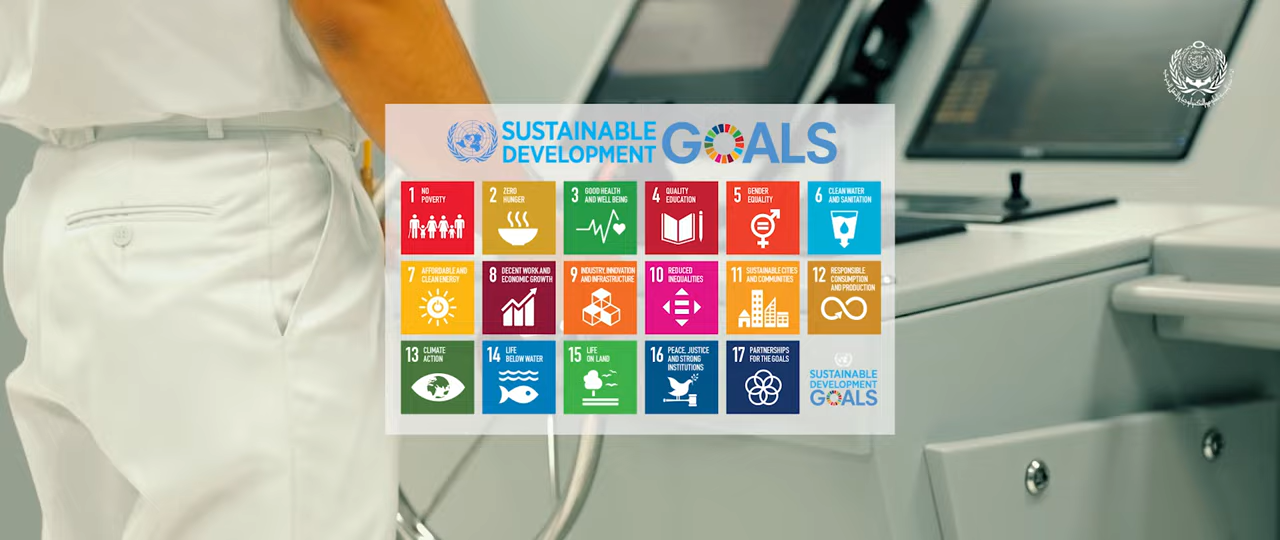 SUSTAINABLE
DEVELOPMENT
GOALS
1 NO
POVERTY
2 ZERO
HUNGER
3 GOOD HEALTH
AND WELL BEING
4 QUALITY
EDUCATION
5 GENDER
EQUALITY
6 CLEAN WATER
AND SANITATION
7 AFFORDABLE AND
CLEAN ENERGY
8 DECENT WORK AND
ECONOMIC GROWTH
9 INDUSTRY, INNOVATION
AND INFRASTRUCTURE
10 REDUCED
INEQUALITIES
11 SUSTAINABLE CITIES
AND COMMUNITIES
12 RESPONSIBLE
CONSUMPTION
AND PRODUCTION
13 CLIMATE
ACTION
14 LIFE
BELOW WATER
15 LIFE
ON LAND
16 PEACE, JUSTICE
AND STRONG
INSTITUTIONS
17 PARTNERSHIPS
FOR THE GOALS
SUSTAINABLE
DEVELOPMENT
GOALS